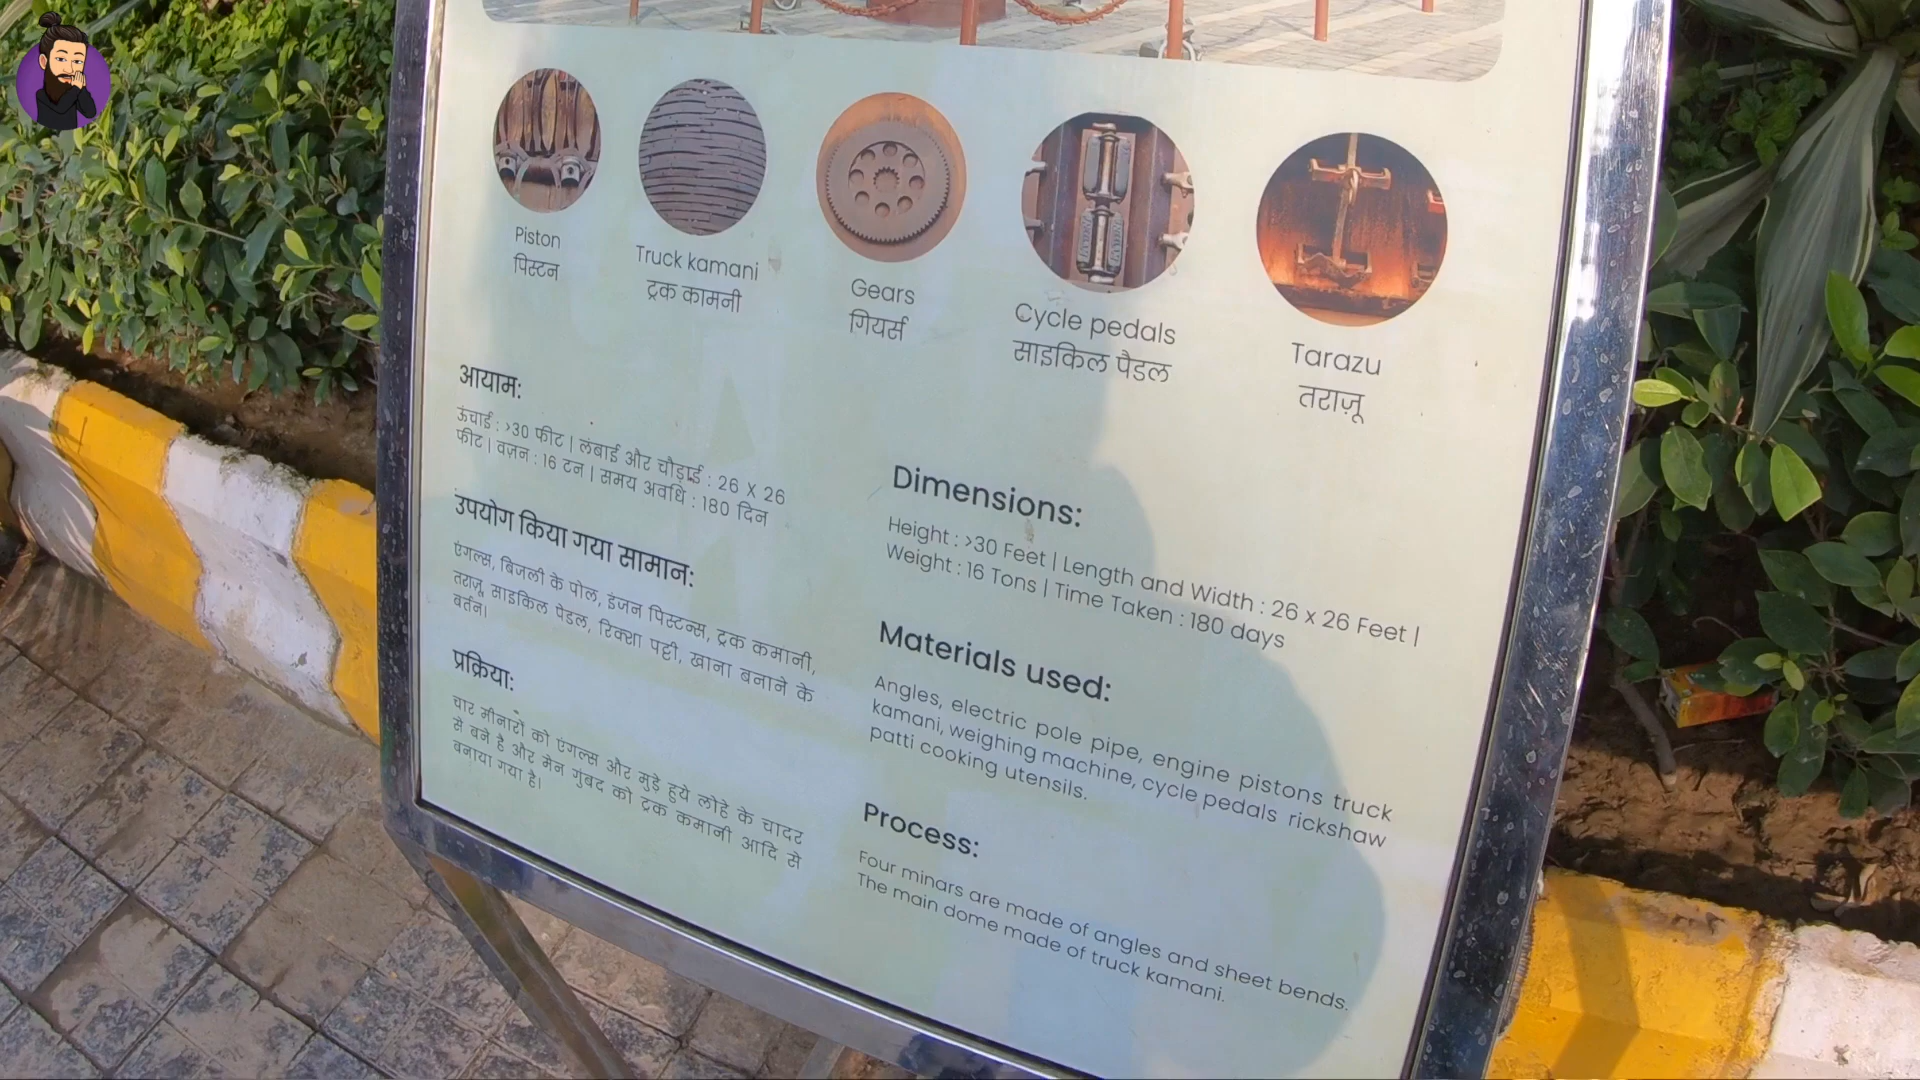 Piston
पिस्टन
Truck kamani
ट्रक कामनी
Gears
गियर्स
Cycle pedals
साइकिल पैडल
Tarazu
तराज़ू
आयाम:
ऊंचाई : >30 फीट | लंबाई और चौड़ाई : 26 X 26
फीट | वज़न : 16 टन | समय अवधि : 180 दिन
उपयोग किया गया सामान:
एंगल्स, बिजली के पोल, इंजन पिस्टन्स, ट्रक कमानी,
तराजू, साइकिल पेडल, रिक्शा पट्टी, खाना बनाने के
बर्तन।
प्रक्रिया:
चार मीनारों को एंगल्स और मुड़े हुये लोहे के चादर
से बने है और मेन गुंबद को ट्रक कमानी आदि से
बनाया गया है।
Dimensions:
Height : >30 Feet | Length and Width : 26 x 26 Feet |
Weight : 16 Tons | Time Taken : 180 days
Materials used:
Angles, electric pole pipe, engine pistons truck
kamani, weighing machine, cycle pedals rickshaw
patti cooking utensils.
Process:
Four minars are made of angles and sheet bends.
The main dome made of truck kamani.